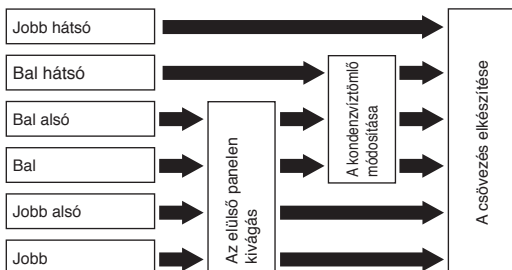 Jobb hátsó
Bal hátsó
Bal alsó
Bal
Jobb alsó
Jobb
Az elülső panelen
kivágás
A kondenzvíztömlő
módosítása
A csövezés elkészítése